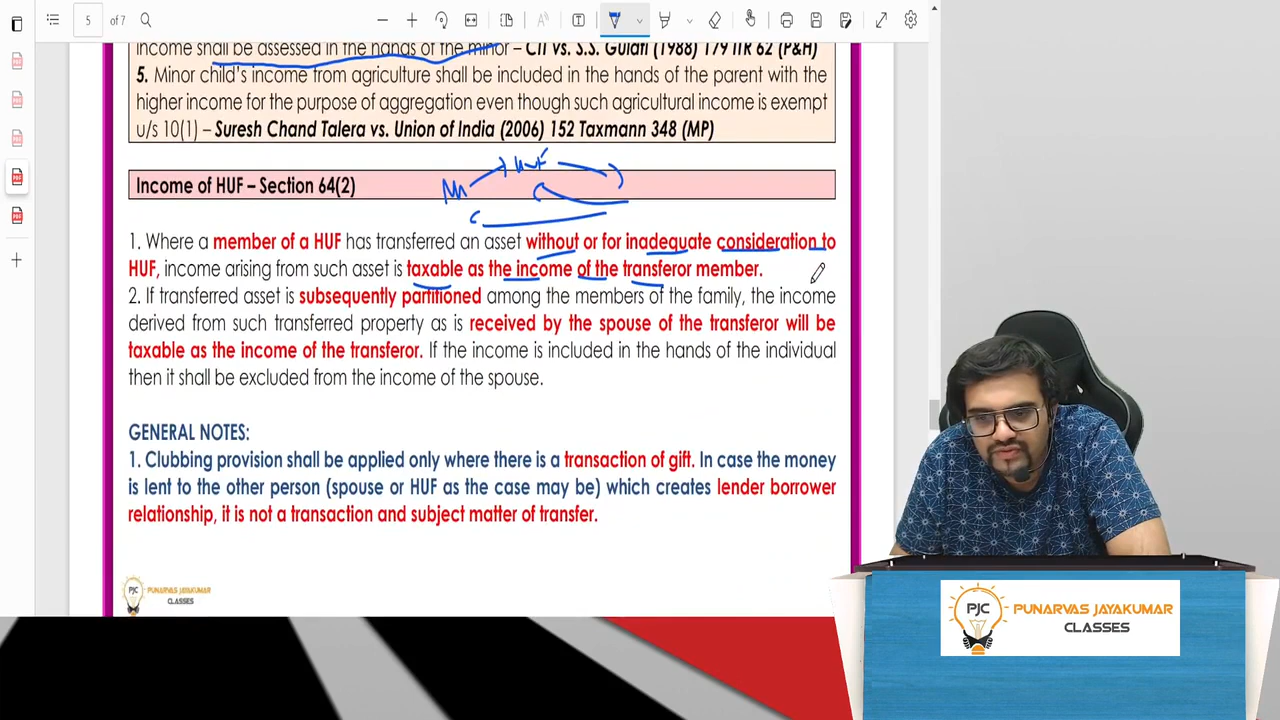 5 of 7
income shall be assessed in the hands of the minor – CIT vs. S.S. Gulati (1988) 179 ITR 62 (P&H)
5. Minor child's income from agriculture shall be included in the hands of the parent with the
higher income for the purpose of aggregation even though such agricultural income is exempt
u/s 10(1) – Suresh Chand Talera vs. Union of India (2006) 152 Taxmann 348 (MP)
HUF
Income of HUF – Section 64(2)
1. Where a member of a HUF has transferred an asset without or for inadequate consideration to
HUF, income arising from such asset is taxable as the income of the transferor member.
2. If transferred asset is subsequently partitioned among the members of the family, the income
derived from such transferred property as is received by the spouse of the transferor will be
taxable as the income of the transferor. If the income is included in the hands of the individual
then it shall be excluded from the income of the spouse.
GENERAL NOTES:
1. Clubbing provision shall be applied only where there is a transaction of gift. In case the money
is lent to the other person (spouse or HUF as the case may be) which creates lender borrower
relationship, it is not a transaction and subject matter of transfer.
PJC PUNARVAS JAYAKUMAR
CLASSES
PJC PUNARVAS JAYAKUMAR
CLASSES